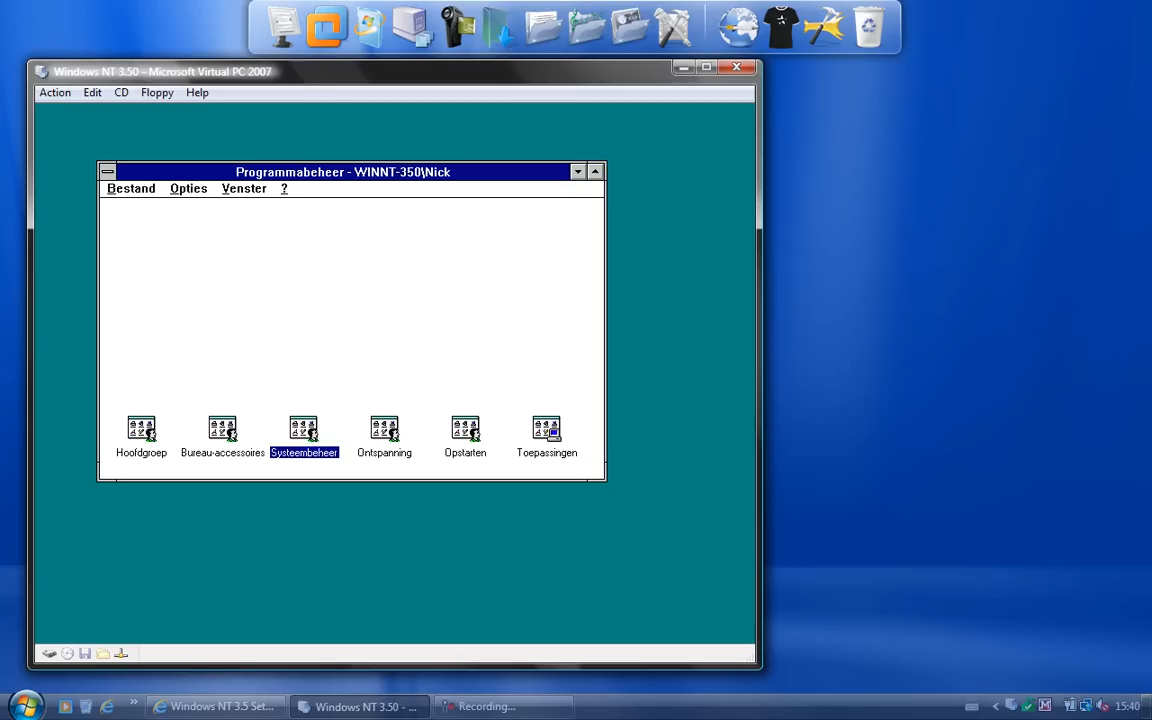 Windows NT 3.50 - Microsoft Virtual PC 2007
Action Edit CD Floppy Help
Programmabeheer - WINNT-350\Nick
Bestand Opties Venster ?
Hoofdgroep Bureau-accessoires Systeembeheer Ontspanning Opstarten Toepassingen
Windows NT 3.5 Set... Windows NT 3.50 - ... Recording... 15:40